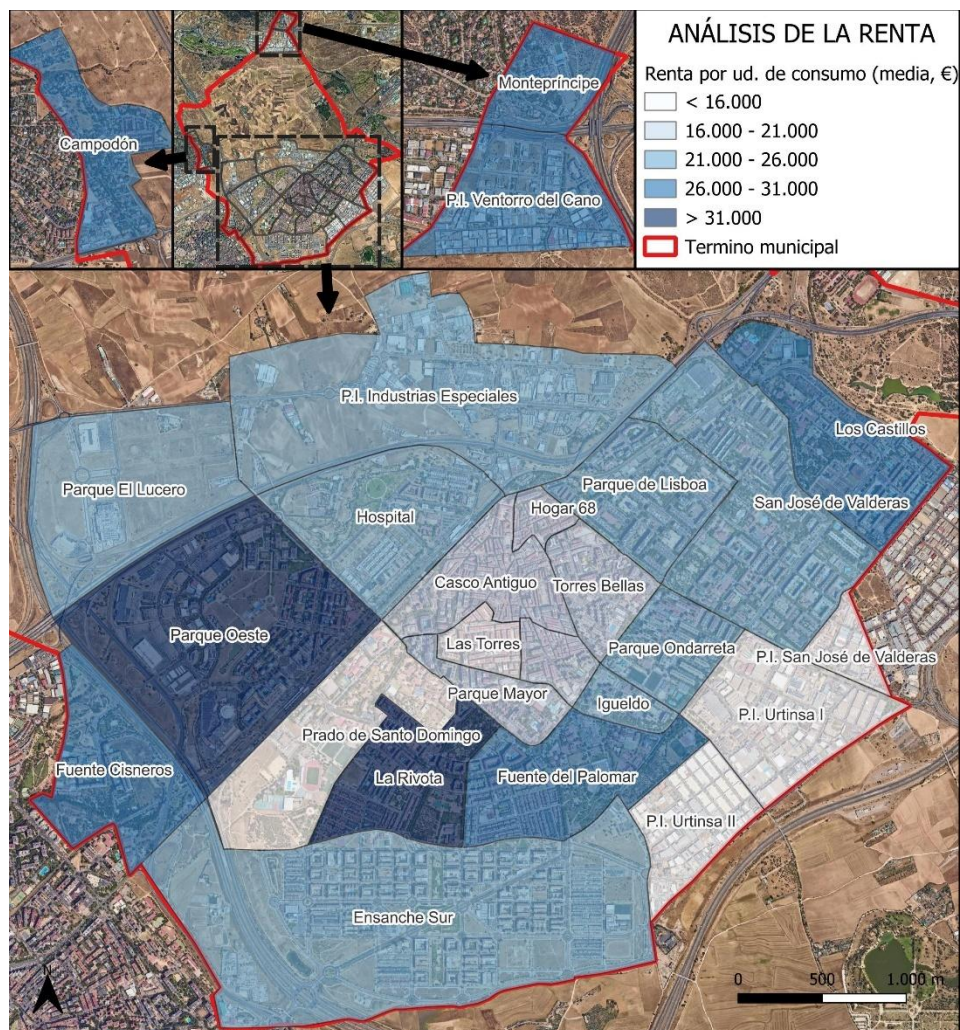 ANÁLISIS DE LA RENTA
Renta por ud. de consumo (media, €)
< 16.000
16.000 - 21.000
21.000 - 26.000
26.000 - 31.000
> 31.000
Termino municipal
Campodón
Montepríncipe
P.I. Ventorro del Cano
P.I. Industrias Especiales
Los Castillos
Parque El Lucero
Parque de Lisboa
San José de Valderas
Hogar 68
Hospital
Casco Antiguo
Torres Bellas
Parque Oeste
Las Torres
Parque Ondarreta
P.I. San José de Valderas
Parque Mayor
Igueldo
P.I. Urtinsa I
Prado de Santo Domingo
Fuente Cisneros
La Rivota
Fuente del Palomar
P.I. Urtinsa II
Ensanche Sur
N
0 500 1.000 m